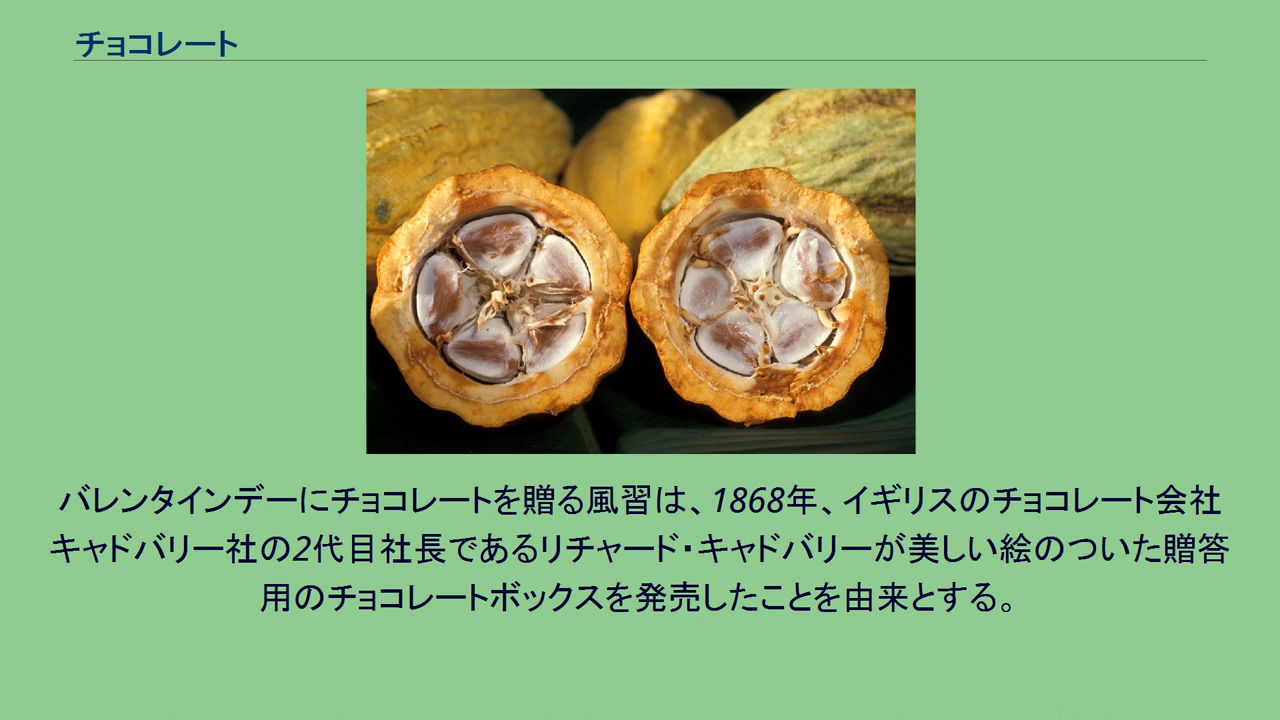 チョコレート
バレンタインデーにチョコレートを贈る風習は、1868年、イギリスのチョコレート会社
キャドバリー社の2代目社長であるリチャード・キャドバリーが美しい絵のついた贈答
用のチョコレートボックスを発売したことを由来とする。